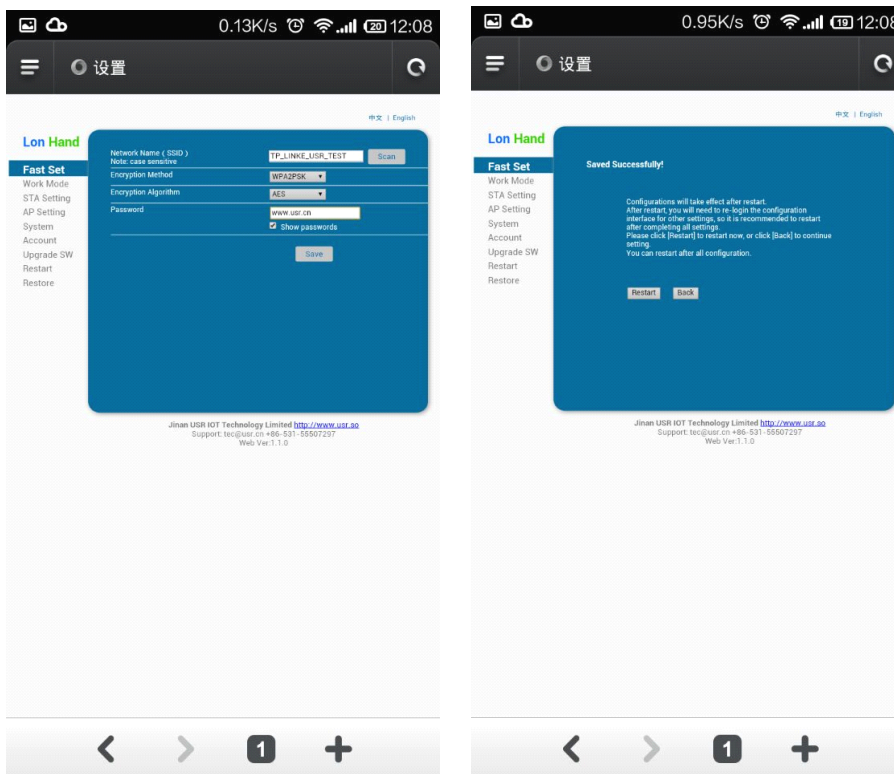 0.13K/s 20 12:08
设置
中文 | English
Lon Hand
Fast Set
Work Mode
STA Setting
AP Setting
System
Account
Upgrade SW
Restart
Restore
Network Name ( SSID )
Note: case sensitive
TP_LINKE_USR_TEST Scan
Encryption Method WPA2PSK
Encryption Algorithm AES
Password www.usr.cn
Show passwords
Save
Jinan USR IOT Technology Limited http://www.usr.so
Support: tec@usr.cn +86-531-55507297
Web Ver:1.1.0
1
0.95K/s 19 12:08
设置
中文 | English
Lon Hand
Fast Set
Work Mode
STA Setting
AP Setting
System
Account
Upgrade SW
Restart
Restore
Saved Successfully!
Configurations will take effect after restart.
After restart, you will need to re-login the configuration
interface for other settings, so it is recommended to restart
after completing all settings.
Please click [Restart] to restart now, or click [Back] to continue
setting.
You can restart after all configuration.
Restart Back
Jinan USR IOT Technology Limited http://www.usr.so
Support: tec@usr.cn +86-531-55507297
Web Ver:1.1.0
1